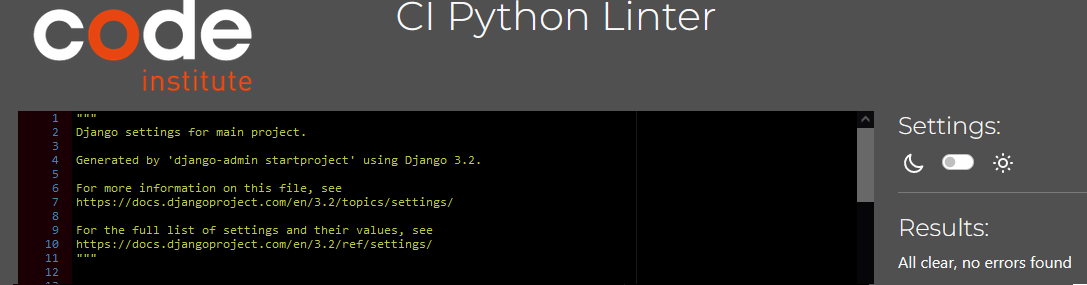 code
institute
CI Python Linter
1 """
2 Django settings for main project.
3
4 Generated by 'django-admin startproject' using Django 3.2.
5
6 For more information on this file, see
7 https://docs.djangoproject.com/en/3.2/topics/settings/
8
9 For the full list of settings and their values, see
10 https://docs.djangoproject.com/en/3.2/ref/settings/
11 """
12
Settings:
Results:
All clear, no errors found